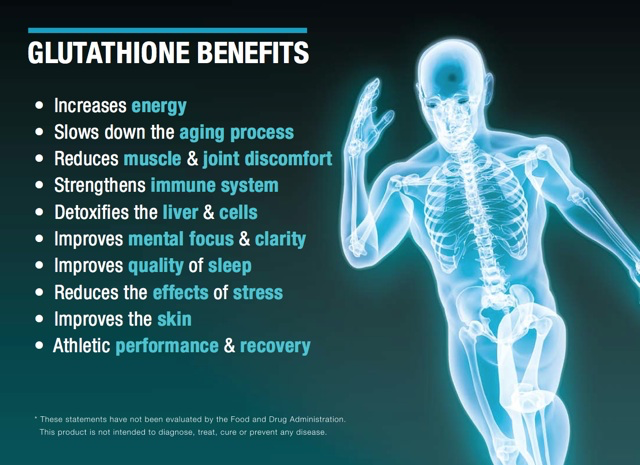 GLUTATHIONE BENEFITS
• Increases energy
• Slows down the aging process
• Reduces muscle & joint discomfort
• Strengthens immune system
• Detoxifies the liver & cells
• Improves mental focus & clarity
• Improves quality of sleep
• Reduces the effects of stress
• Improves the skin
• Athletic performance & recovery
* These statements have not been evaluated by the Food and Drug Administration.
This product is not intended to diagnose, treat, cure or prevent any disease.